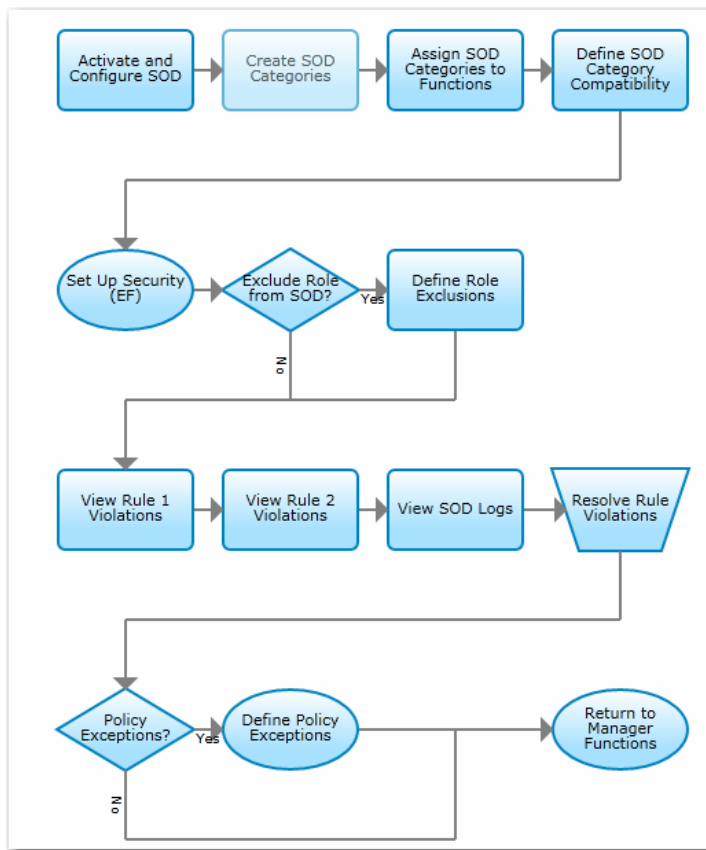 Activate and
Configure SOD
Create SOD
Categories
Assign SOD
Categories to
Functions
Define SOD
Category
Compatibility
Set Up Security
(EF)
Exclude Role
from SOD?
Yes
Define Role
Exclusions
No
View Rule 1
Violations
View Rule 2
Violations
View SOD Logs
Resolve Rule
Violations
Policy
Exceptions?
Yes
Define Policy
Exceptions
Return to
Manager
Functions
No